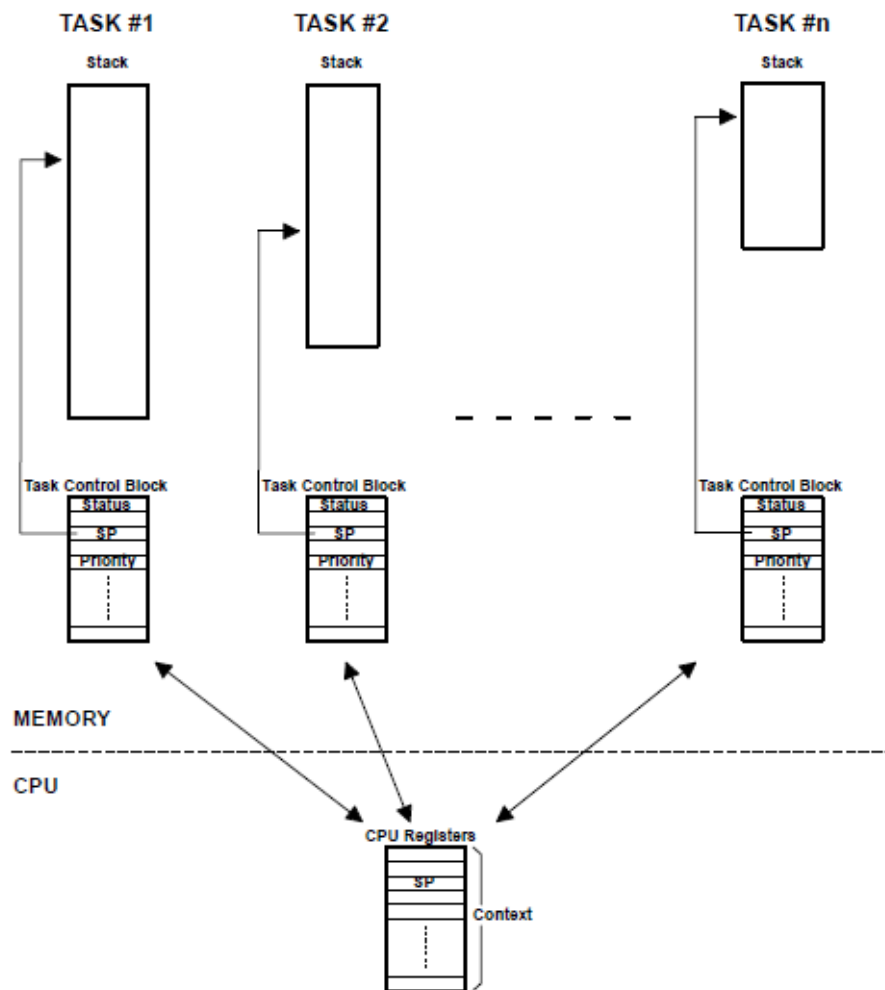 TASK #1
TASK #2
TASK #n
Stack
Stack
Stack
Task Control Block
Task Control Block
Task Control Block
Status
Status
Status
SP
SP
SP
Priority
Priority
Priority
MEMORY
CPU
CPU Registers
SP
Context